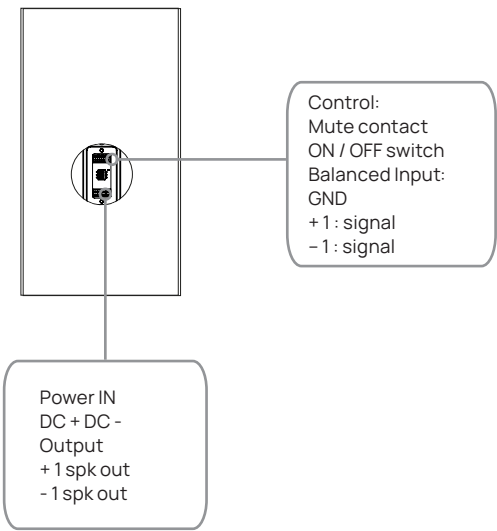 Control:
Mute contact
ON / OFF switch
Balanced Input:
GND
+ 1 : signal
– 1 : signal
Power IN
DC + DC -
Output
+ 1 spk out
- 1 spk out